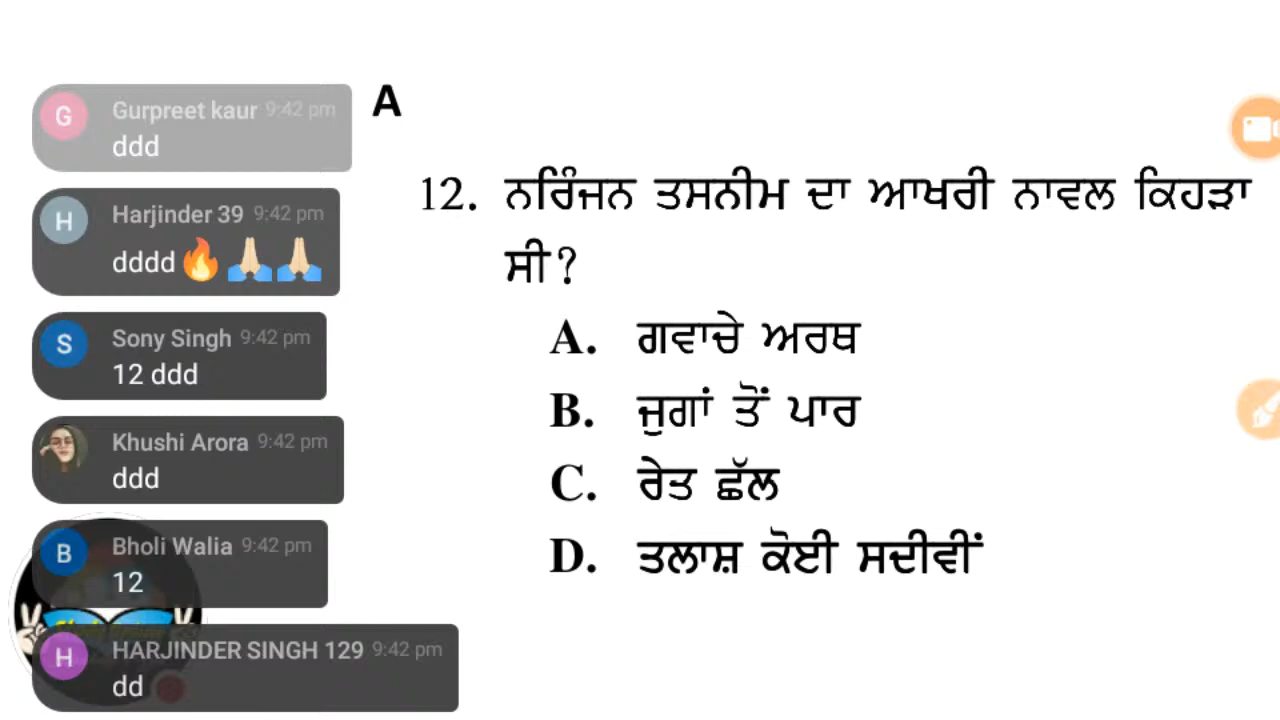 Gurpreet kaur 9:42 pm
ddd
Harjinder 39 9:42 pm
dddd🔥🙏🏻🙏🏻
Sony Singh 9:42 pm
12 ddd
Khushi Arora 9:42 pm
ddd
Bholi Walia 9:42 pm
12
HARJINDER SINGH 129 9:42 pm
dd
G
H
S
B
H
A
12. ਨਰਿੰਜਨ ਤਸਨੀਮ ਦਾ ਆਖਰੀ ਨਾਵਲ ਕਿਹੜਾ
ਸੀ?
A. ਗਵਾਚੇ ਅਰਥ
B. ਜੁਗਾਂ ਤੋਂ ਪਾਰ
C. ਰੇਤ ਛੱਲ
D. ਤਲਾਸ਼ ਕੋਈ ਸਦੀਵੀਂ